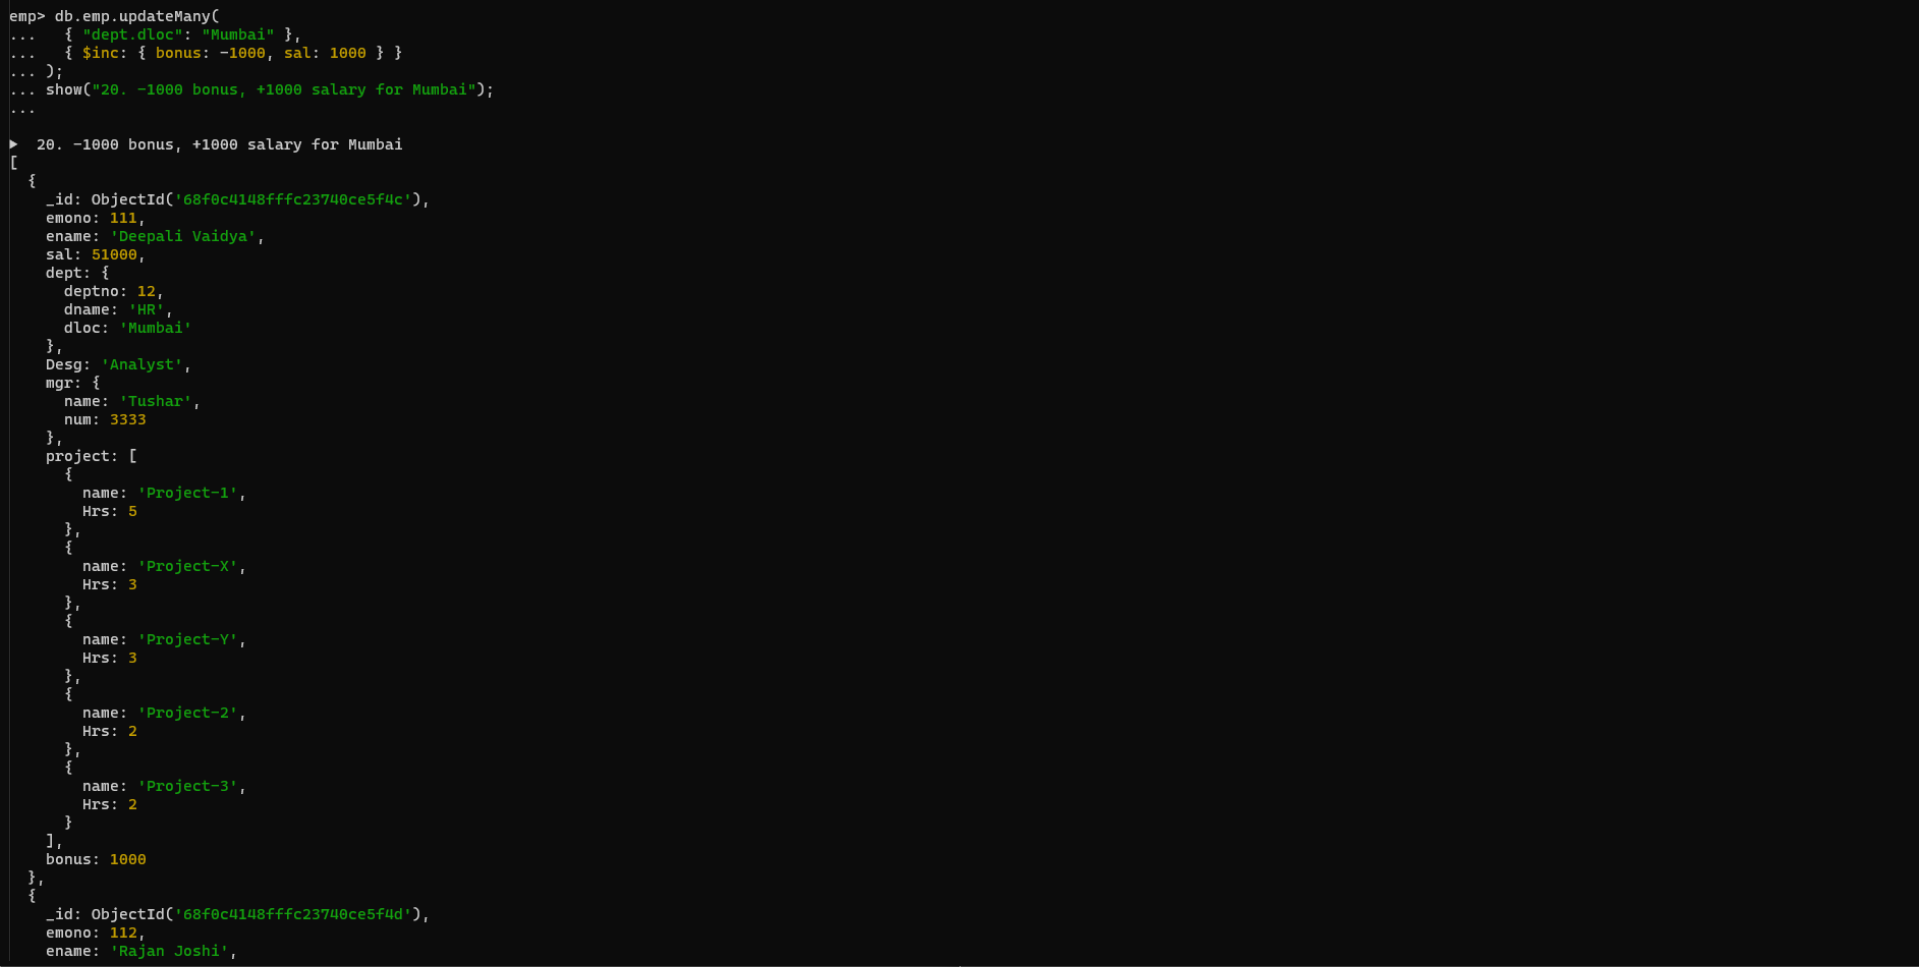 emp> db.emp.updateMany(
...   { "dept.dloc": "Mumbai" },
...   { $inc: { bonus: -1000, sal: 1000 } }
... );
... show("20. -1000 bonus, +1000 salary for Mumbai");
...
▶  20. -1000 bonus, +1000 salary for Mumbai
[
  {
    _id: ObjectId('68f0c4148fffc23740ce5f4c'),
    emono: 111,
    ename: 'Deepali Vaidya',
    sal: 51000,
    dept: {
      deptno: 12,
      dname: 'HR',
      dloc: 'Mumbai'
    },
    Desg: 'Analyst',
    mgr: {
      name: 'Tushar',
      num: 3333
    },
    project: [
      {
        name: 'Project-1',
        Hrs: 5
      },
      {
        name: 'Project-X',
        Hrs: 3
      },
      {
        name: 'Project-Y',
        Hrs: 3
      },
      {
        name: 'Project-2',
        Hrs: 2
      },
      {
        name: 'Project-3',
        Hrs: 2
      }
    ],
    bonus: 1000
  },
  {
    _id: ObjectId('68f0c4148fffc23740ce5f4d'),
    emono: 112,
    ename: 'Rajan Joshi',